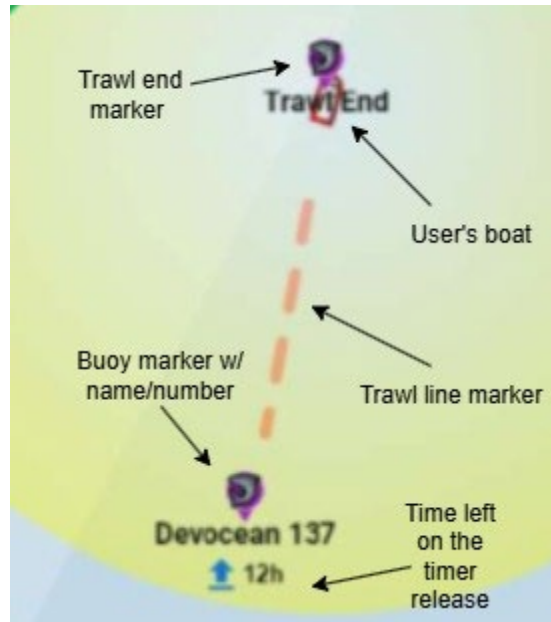 Trawl end
marker
Trawl End
User's boat
Trawl line marker
Buoy marker w/
name/number
Devocean 137
12h
Time left
on the
timer
release